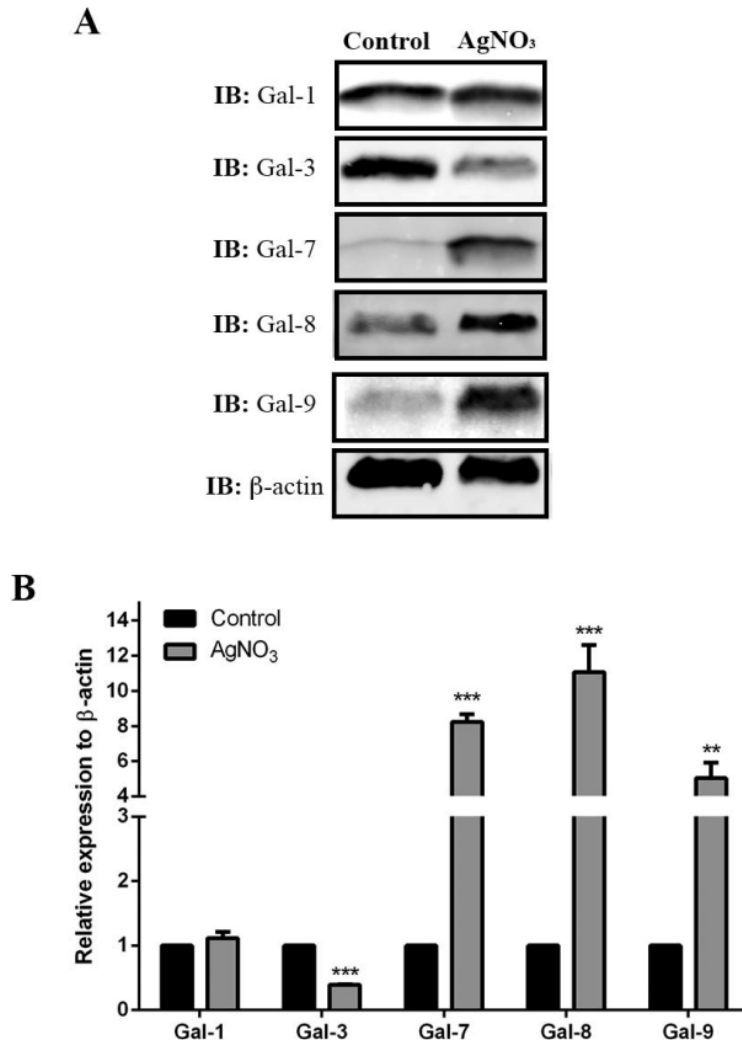 A
Control AgNO₃
IB: Gal-1
IB: Gal-3
IB: Gal-7
IB: Gal-8
IB: Gal-9
IB: β-actin
B
Relative expression to β-actin
14
12
10
8
6
4
3
2
1
0
Control
AgNO₃
***
***
***
**
Gal-1 Gal-3 Gal-7 Gal-8 Gal-9